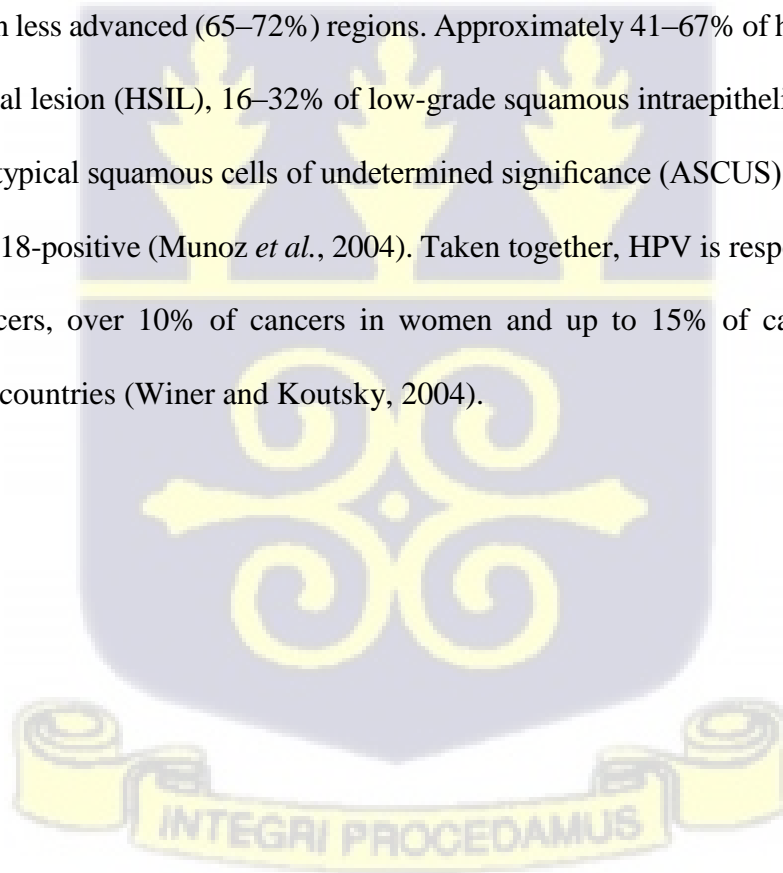 n less advanced (65–72%) regions. Approximately 41–67% of h
al lesion (HSIL), 16–32% of low-grade squamous intraepitheli
typical squamous cells of undetermined significance (ASCUS)
18-positive (Munoz et al., 2004). Taken together, HPV is resp
cers, over 10% of cancers in women and up to 15% of ca
countries (Winer and Koutsky, 2004).
INTEGRI PROCEDAMUS